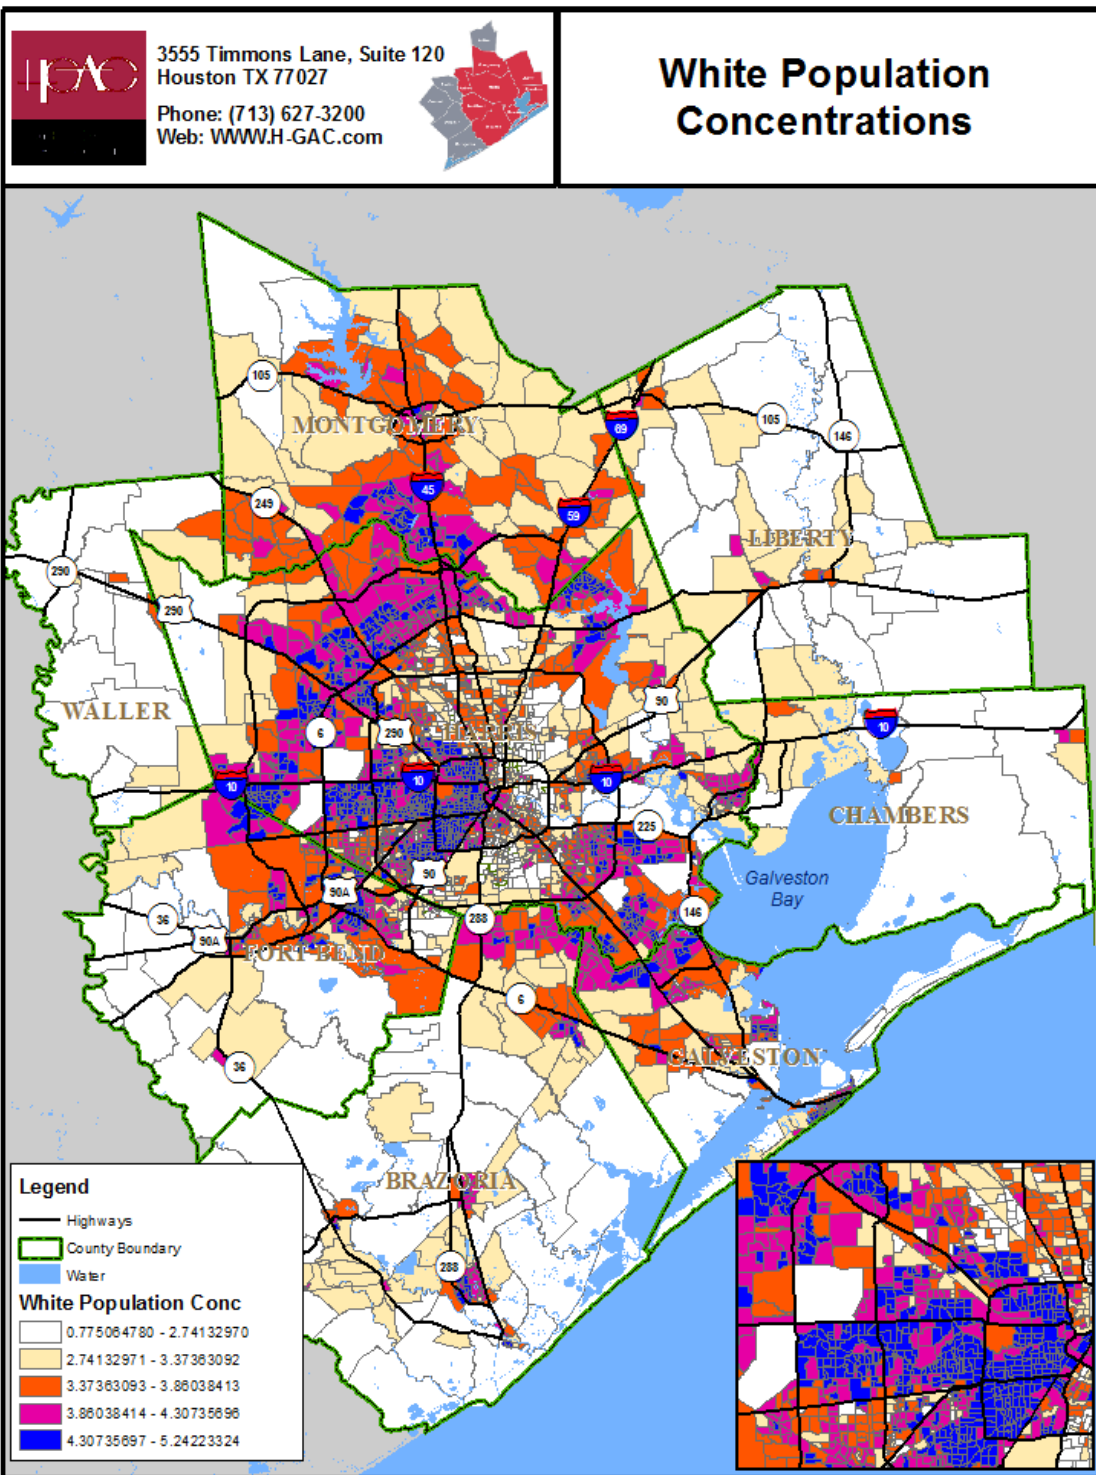 HGAC
3555 Timmons Lane, Suite 120
Houston TX 77027
Phone: (713) 627-3200
Web: WWW.H-GAC.com
White Population
Concentrations
105
MONTGOMERY
105
146
69
45
249
59
LIBERTY
290
290
WALLER
6
290
HARRIS
90
10
10
10
10
CHAMBERS
225
Galveston
Bay
90
90A
36
90A
288
146
FORT BEND
6
GALVESTON
36
BRAZORIA
288
Legend
Highways
County Boundary
Water
White Population Conc
0.775064780 - 2.74132970
2.74132971 - 3.37363092
3.37363093 - 3.86038413
3.86038414 - 4.30735696
4.30735697 - 5.24223324